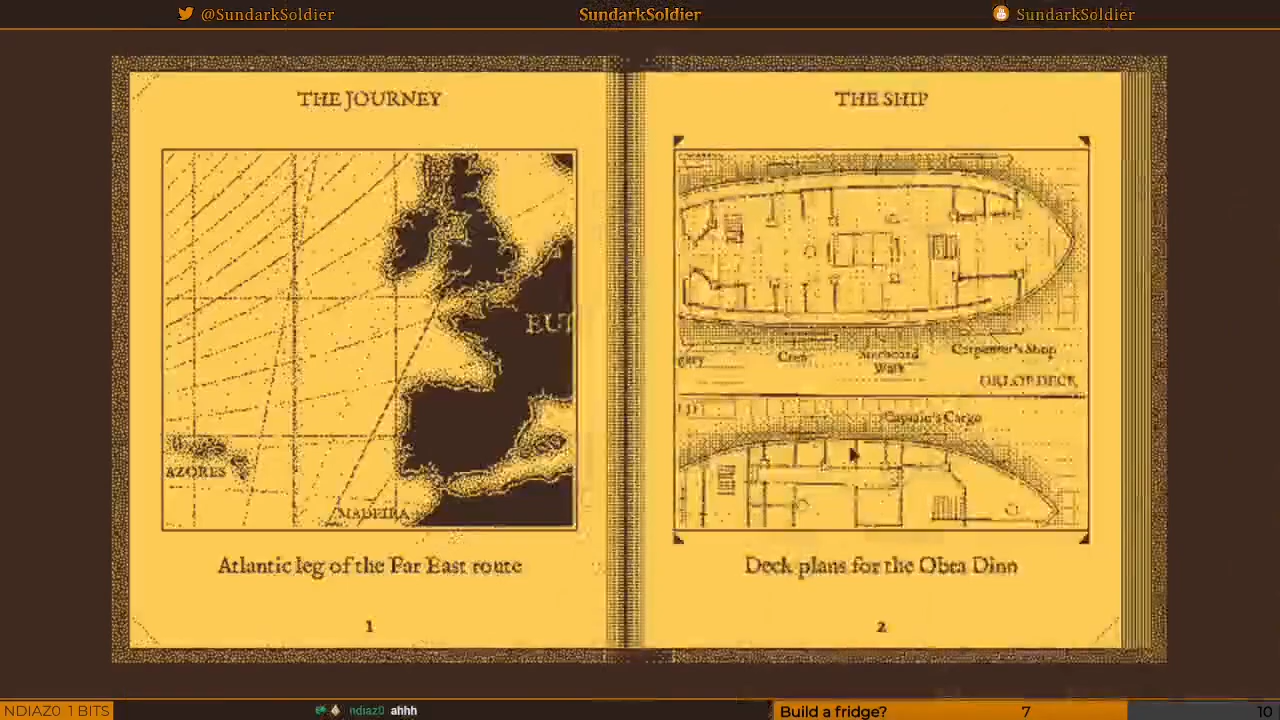 @SundarkSoldier
SundarkSoldier
SundarkSoldier
THE JOURNEY
AZORES
MADEIRA
Atlantic leg of the Far East route
1
THE SHIP
Crew
Starboard
Walk
Carpenter's Shop
ORLOP DECK
Captain's Cargo
Deck plans for the Obra Dinn
2
NDIAZ0 1 BITS
ndiaz0 ahhh
Build a fridge? 7 10